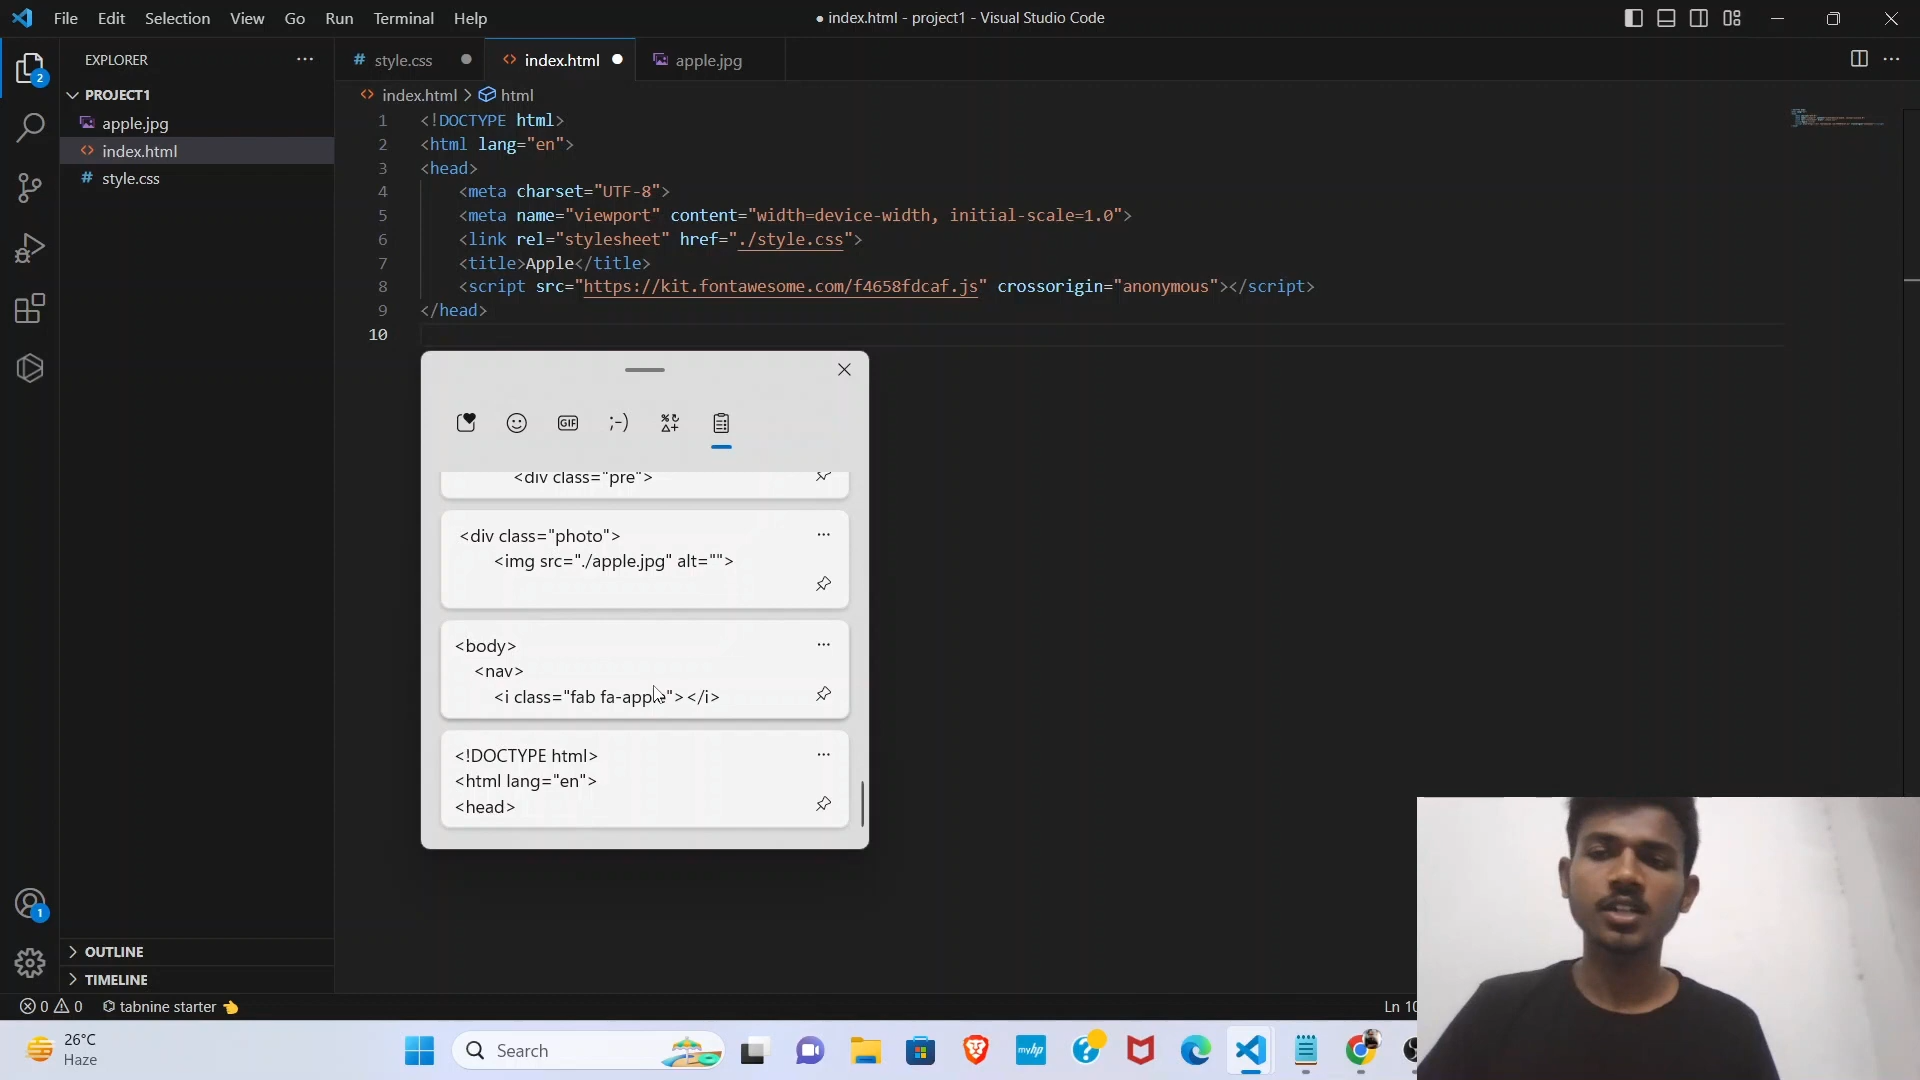 File Edit Selection View Go Run Terminal Help
● index.html - project1 - Visual Studio Code
EXPLORER
PROJECT1
apple.jpg
index.html
style.css
2
# style.css
<> index.html
apple.jpg
<> index.html > html
1 <!DOCTYPE html>
2 <html lang="en">
3 <head>
4 <meta charset="UTF-8">
5 <meta name="viewport" content="width=device-width, initial-scale=1.0">
6 <link rel="stylesheet" href="./style.css">
7 <title>Apple</title>
8 <script src="https://kit.fontawesome.com/f4658fdcaf.js" crossorigin="anonymous"></script>
9 </head>
10
GIF
;-)
<div class="pre">
<div class="photo">
<img src="./apple.jpg" alt="">
<body>
<nav>
<i class="fab fa-apple"></i>
<!DOCTYPE html>
<html lang="en">
<head>
1
OUTLINE
TIMELINE
0 0 tabnine starter
Ln 10
26°C
Haze
Search
myhp